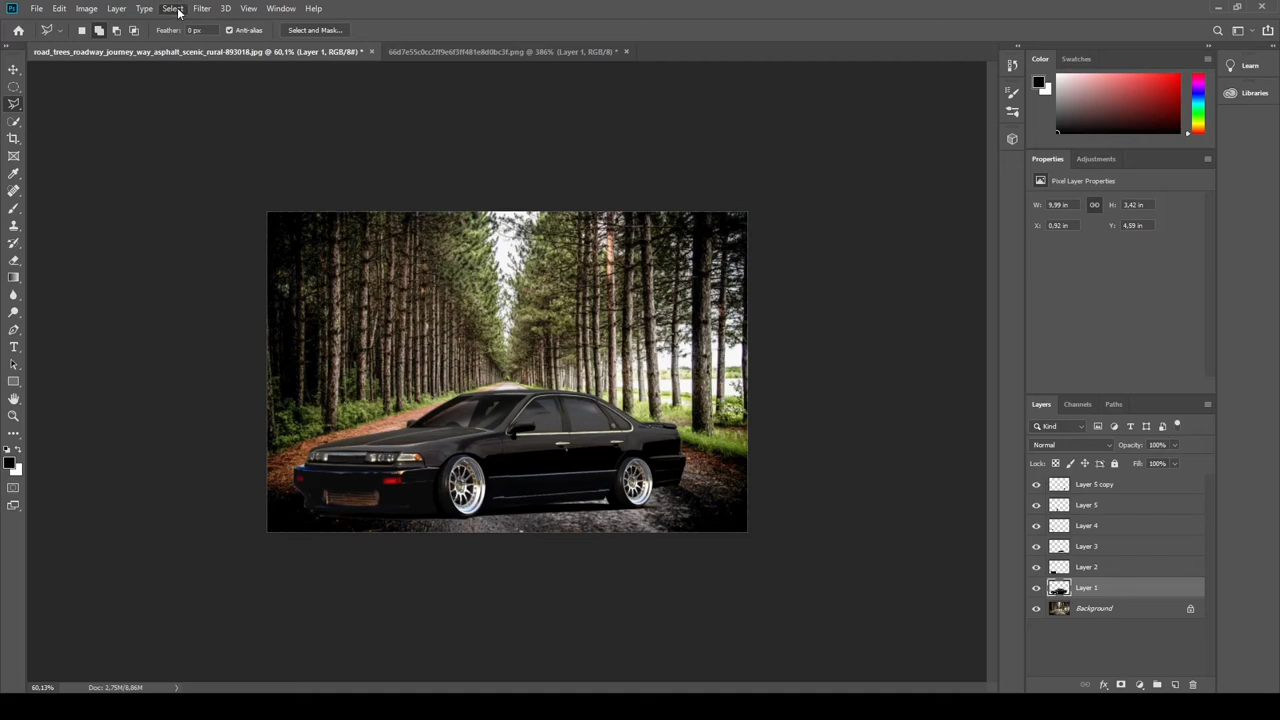 Ps File Edit Image Layer Type Select Filter 3D View Window Help
Feather: 0 px Anti-alias Select and Mask...
road_trees_roadway_journey_way_asphalt_scenic_rural-893018.jpg @ 60,1% (Layer 1, RGB/8#) * × 66d7e55c0cc2ff9e6f3ff481e8d0bc3f.png @ 386% (Layer 1, RGB/8) * ×
Color Swatches
Learn
Libraries
Properties Adjustments
Pixel Layer Properties
W: 9,99 in H: 3,42 in
X: 0,92 in Y: 4,59 in
Layers Channels Paths
Kind
Normal Opacity: 100%
Lock: Fill: 100%
Layer 5 copy
Layer 5
Layer 4
Layer 3
Layer 2
Layer 1
Background
60,13% Doc: 2,75M/8,86M